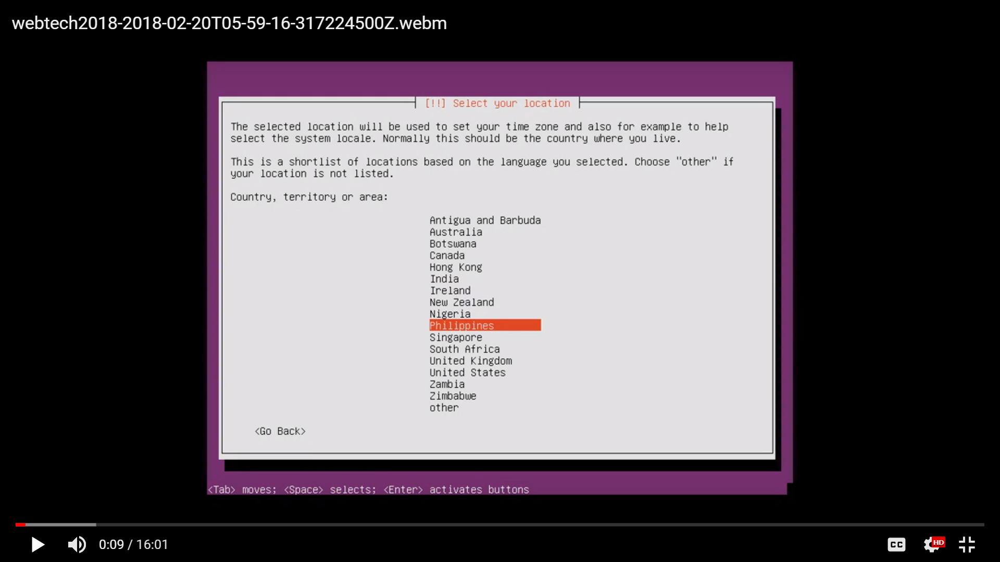 webtech2018-2018-02-20T05-59-16-317224500Z.webm
[!!] Select your location
The selected location will be used to set your time zone and also for example to help
select the system locale. Normally this should be the country where you live.
This is a shortlist of locations based on the language you selected. Choose "other" if
your location is not listed.
Country, territory or area:
Antigua and Barbuda
Australia
Botswana
Canada
Hong Kong
India
Ireland
New Zealand
Nigeria
Philippines
Singapore
South Africa
United Kingdom
United States
Zambia
Zimbabwe
other
<Go Back>
<Tab> moves; <Space> selects; <Enter> activates buttons
0:09 / 16:01
CC
HD